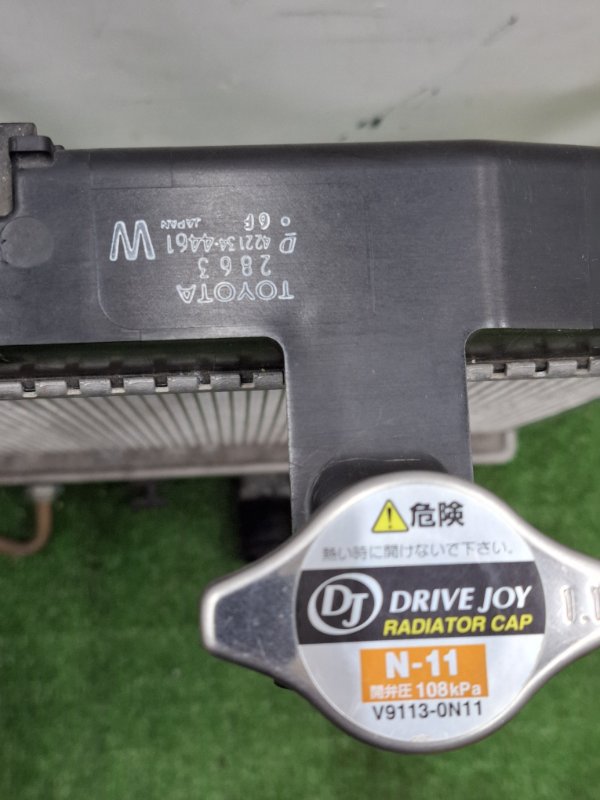 TOYOTA
2863
D 422134-4461
6F
JAPAN
W
危険
熱い時に開けないで下さい。
DJ DRIVE JOY
RADIATOR CAP
N-11
開弁圧 108kPa
V9113-0N11